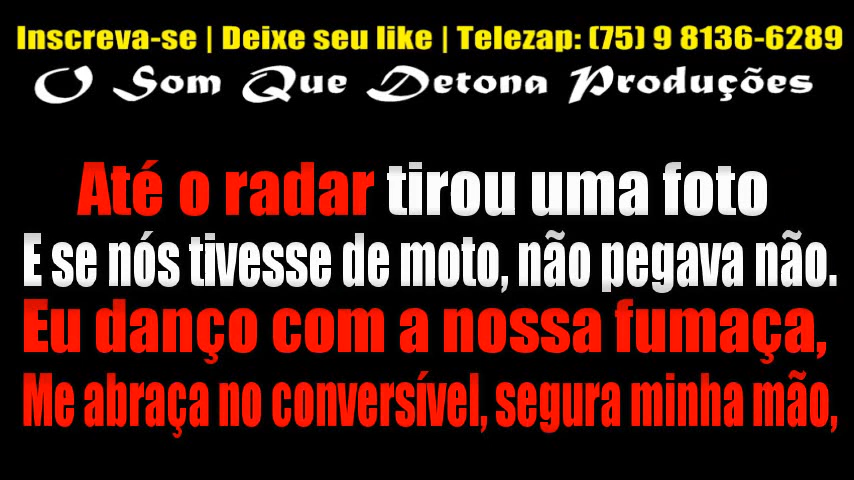 Inscreva-se | Deixe seu like | Telezap: (75) 9 8136-6289
O Som Que Detona Produções
Até o radar tirou uma foto
E se nós tivesse de moto, não pegava não.
Eu danço com a nossa fumaça,
Me abraça no conversível, segura minha mão,